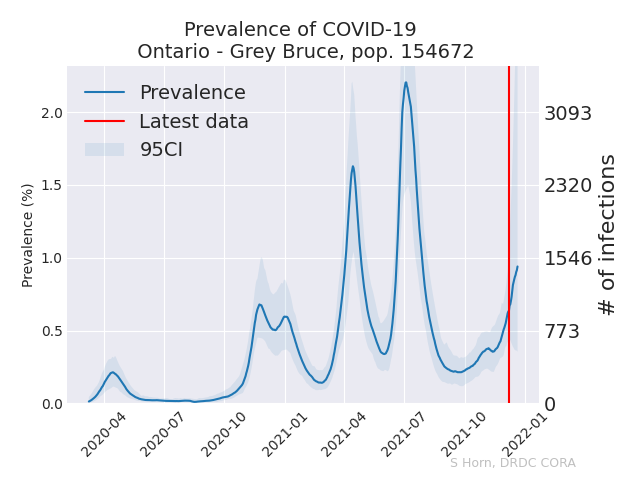 Prevalence of COVID-19
Ontario - Grey Bruce, pop. 154672
Prevalence
Latest data
95CI
Prevalence (%)
2.0
1.5
1.0
0.5
0.0
3093
2320
1546
773
0
# of infections
2020-04
2020-07
2020-10
2021-01
2021-04
2021-07
2021-10
2022-01
S Horn, DRDC CORA